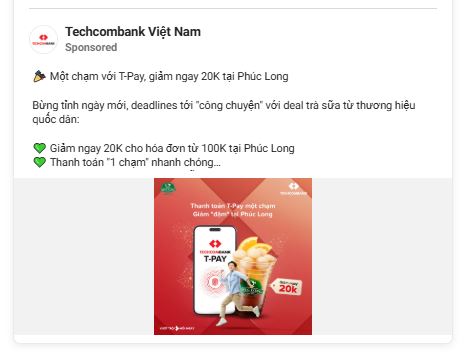 Techcombank Việt Nam
Sponsored
🎉 Một chạm với T-Pay, giảm ngay 20K tại Phúc Long
Bừng tỉnh ngày mới, deadlines tới "công chuyện" với deal trà sữa từ thương hiệu
quốc dân:
💚 Giảm ngay 20K cho hóa đơn từ 100K tại Phúc Long
💚 Thanh toán "1 chạm" nhanh chóng...
TECHCOMBANK
Thanh toán T-Pay một chạm
Giảm "đậm" tại Phúc Long
TECHCOMBANK
T-PAY
Giảm ngay
20k